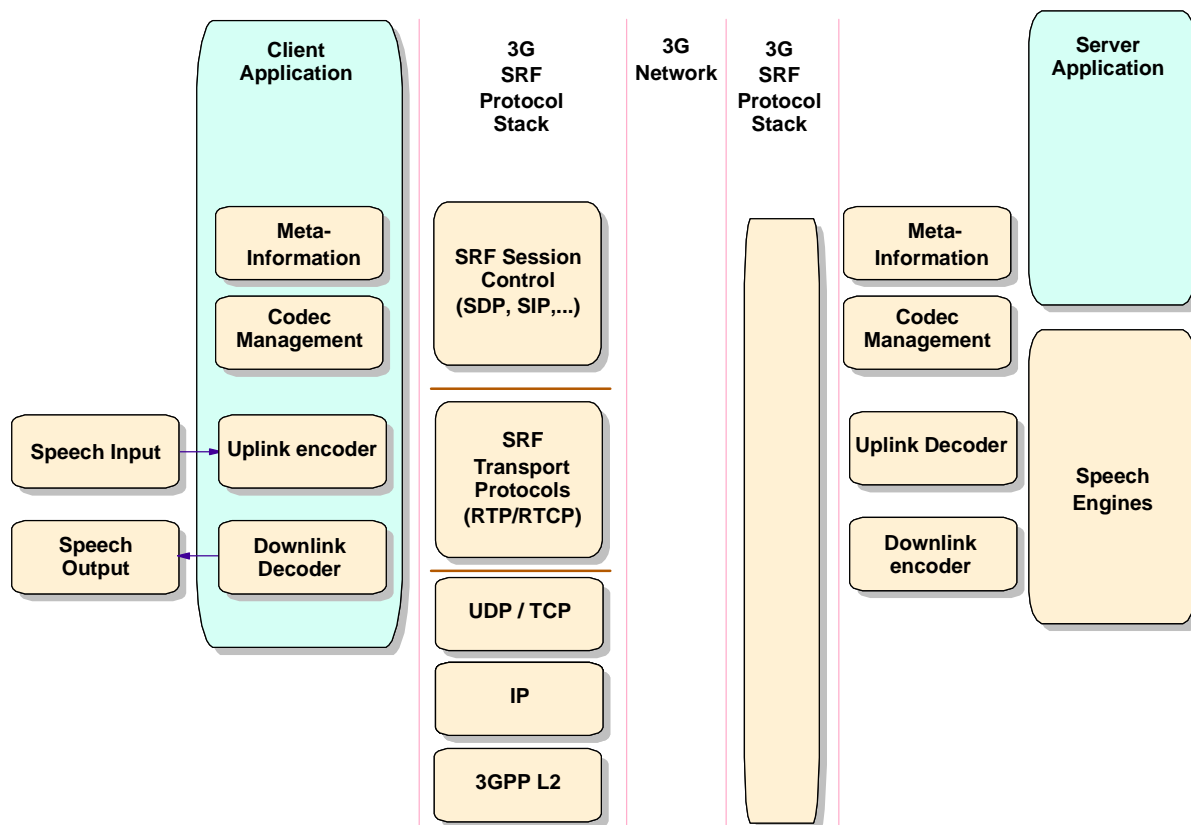 Client
Application
3G
SRF
Protocol
Stack
3G
Network
3G
SRF
Protocol
Stack
Server
Application
Meta-
Information
Codec
Management
Speech Input
Uplink encoder
Speech
Output
Downlink
Decoder
SRF Session
Control
(SDP, SIP,...)
SRF
Transport
Protocols
(RTP/RTCP)
UDP / TCP
IP
3GPP L2
Meta-
Information
Codec
Management
Uplink Decoder
Downlink
encoder
Speech
Engines